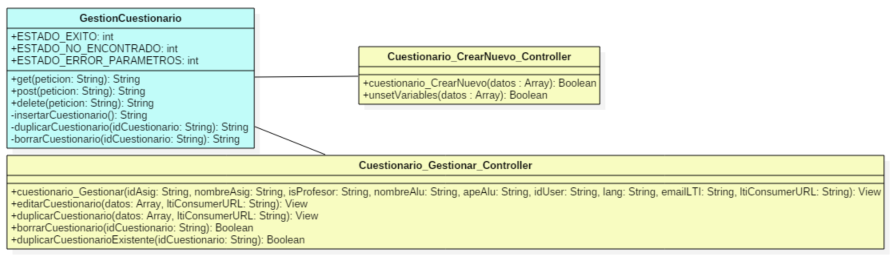 GestionCuestionario
+ESTADO_EXITO: int
+ESTADO_NO_ENCONTRADO: int
+ESTADO_ERROR_PARAMETROS: int
+get(peticion: String): String
+post(peticion: String): String
+delete(peticion: String): String
-insertarCuestionario(): String
-duplicarCuestionario(idCuestionario: String): String
-borrarCuestionario(idCuestionario: String): String
Cuestionario_CrearNuevo_Controller
+cuestionario_CrearNuevo(datos : Array): Boolean
+unsetVariables(datos : Array): Boolean
Cuestionario_Gestionar_Controller
+cuestionario_Gestionar(idAsig: String, nombreAsig: String, isProfesor: String, nombreAlu: String, apeAlu: String, idUser: String, lang: String, emailLTI: String, ltiConsumerURL: String): View
+editarCuestionario(datos: Array, ltiConsumerURL: String): View
+duplicarCuestionario(datos: Array, ltiConsumerURL: String): View
+borrarCuestionario(idCuestionario: String): Boolean
+duplicarCuestionarioExistente(idCuestionario: String): Boolean